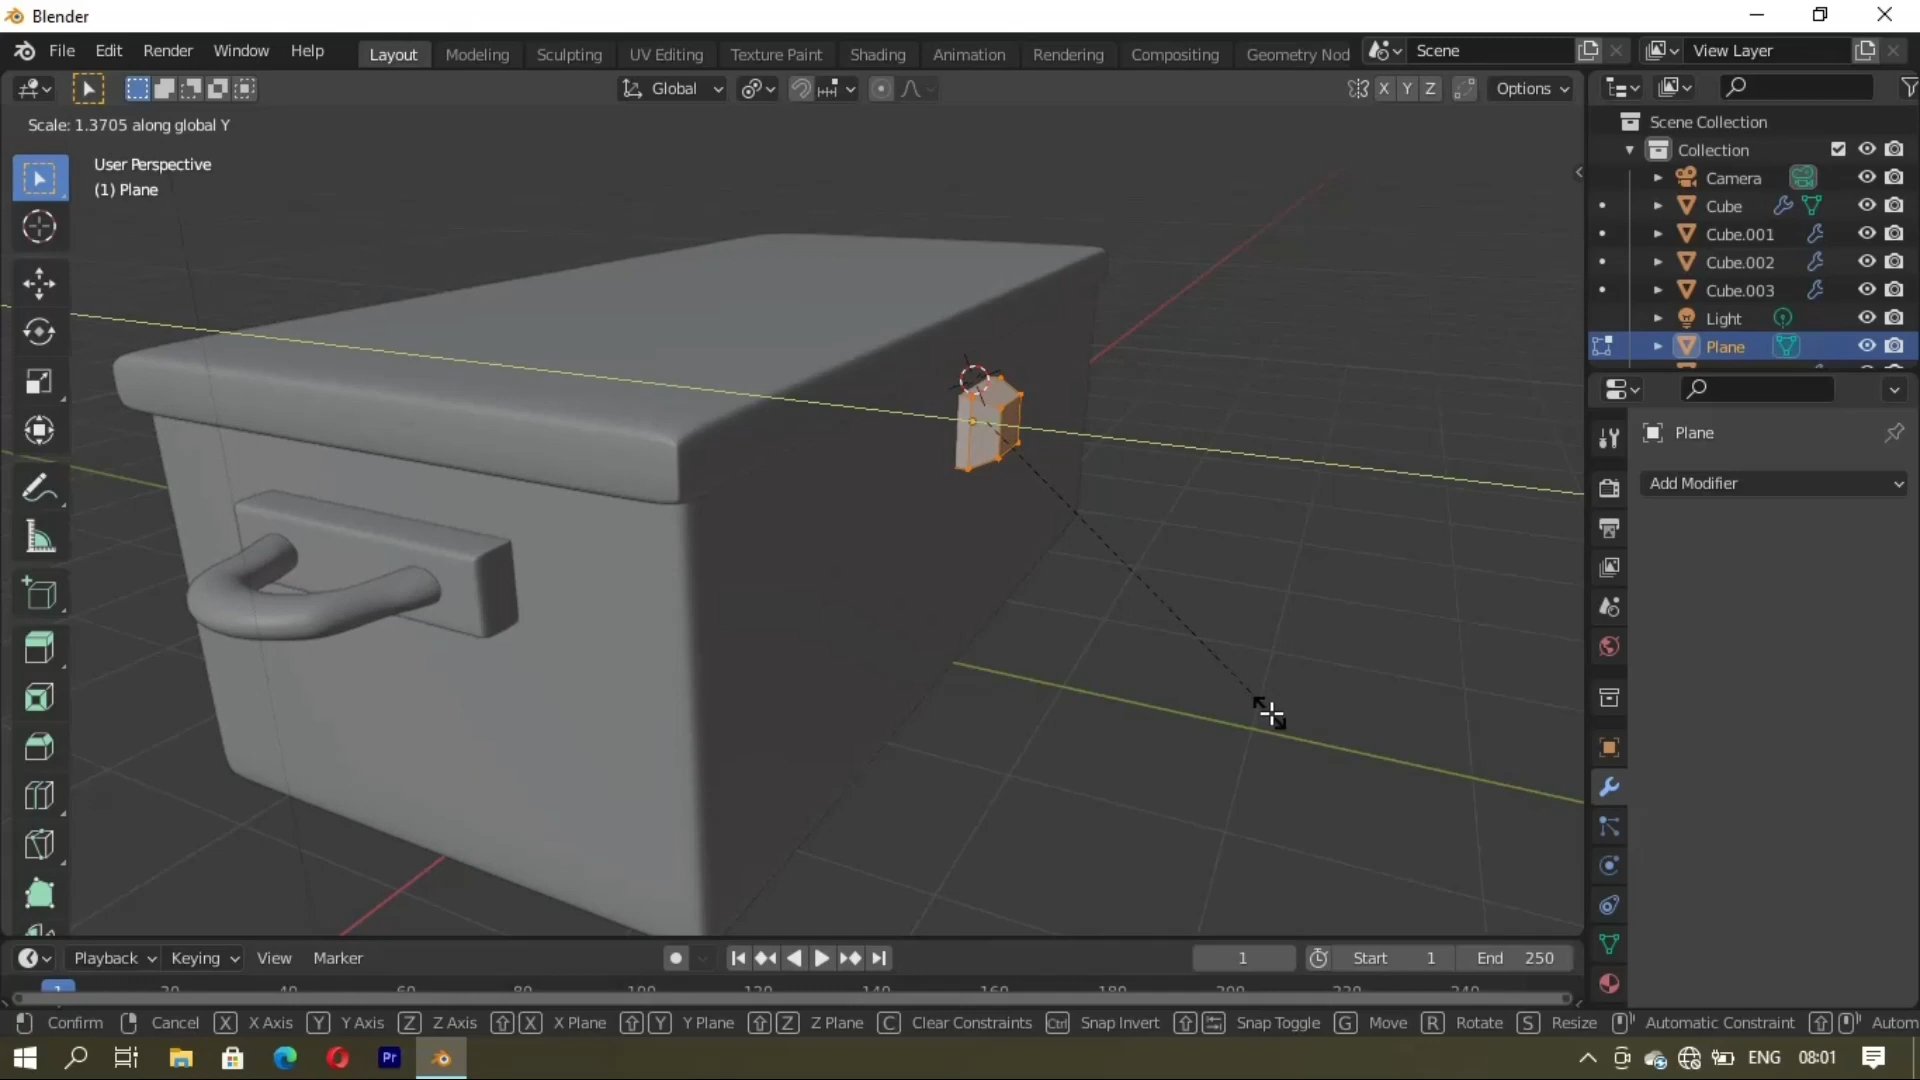 Blender
File Edit Render Window Help Layout Modeling Sculpting UV Editing Texture Paint Shading Animation Rendering Compositing Geometry Nod Scene View Layer
Global X Y Z Options
Scale: 1.3705 along global Y
User Perspective
(1) Plane
Scene Collection
Collection
Camera
Cube
Cube.001
Cube.002
Cube.003
Light
Plane
Plane
Add Modifier
Playback Keying View Marker 1 Start 1 End 250
1
Confirm Cancel X X Axis Y Y Axis Z Z Axis X X Plane Y Y Plane Z Z Plane C Clear Constraints Ctrl Snap Invert Snap Toggle G Move R Rotate S Resize Automatic Constraint Autom
Pr ENG 08:01